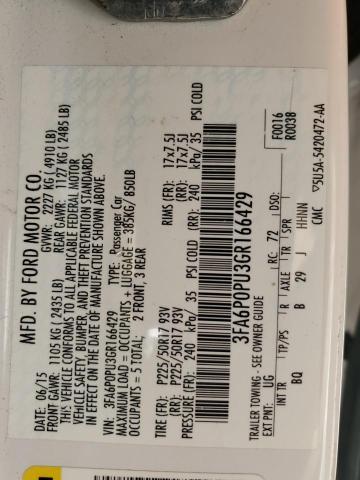 MFD. BY FORD MOTOR CO.
DATE: 06/15 GVWR: 2227 KG ( 4910 LB)
FRONT GAWR: 1105 KG ( 2435 LB) REAR GAWR: 1127 KG ( 2485 LB)
THIS VEHICLE CONFORMS TO ALL APPLICABLE FEDERAL MOTOR
VEHICLE SAFETY, BUMPER, AND THEFT PREVENTION STANDARDS
IN EFFECT ON THE DATE OF MANUFACTURE SHOWN ABOVE.
VIN: 3FA6P0PU3GR166429 TYPE: Passenger Car
MAXIMUM LOAD = OCCUPANTS + LUGGAGE = 385KG/ 850LB
OCCUPANTS = 5 TOTAL; 2 FRONT, 3 REAR
TIRE (FR): P225/50R17 93V RIMS (FR): 17x7.5J
TIRE (RR): P225/50R17 93V (RR): 17x7.5J
PRESSURE (FR): 240 kPa/ 35 PSI COLD (RR): 240 kPa/ 35 PSI COLD
3FA6P0PU3GR166429
F0016
R0038
TRAILER TOWING - SEE OWNER GUIDE
EXT PNT: UG RC: 72 DSO:
INT TR TP/PS R AXLE TR SPR
BQ B 29 J HHNN
CMC 5U5A-5420472-AA